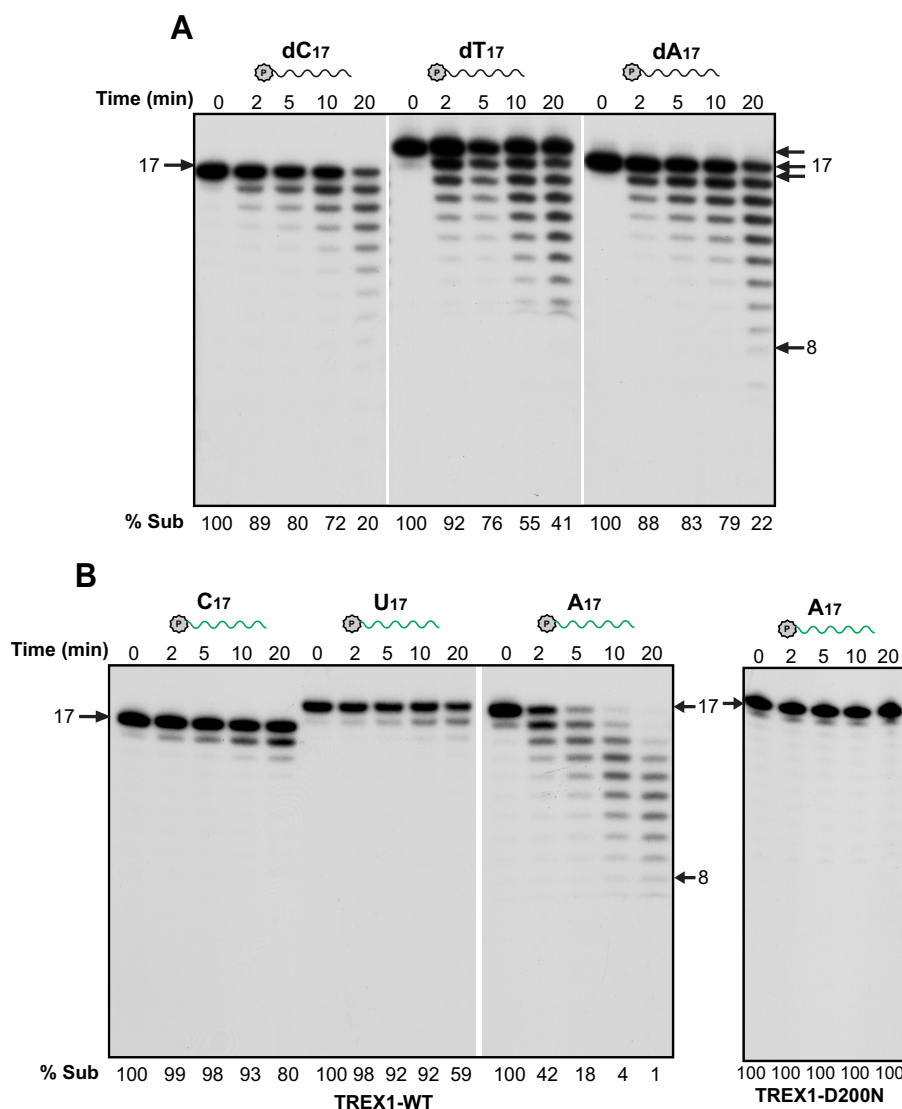 A
dC17 dT17 dA17
P P P
Time (min) 0 2 5 10 20 0 2 5 10 20 0 2 5 10 20
17 17
8
% Sub 100 89 80 72 20 100 92 76 55 41 100 88 83 79 22
B
C17 U17 A17 A17
P P P P
Time (min) 0 2 5 10 20 0 2 5 10 20 0 2 5 10 20 0 2 5 10 20
17 17
8
% Sub 100 99 98 93 80 100 98 92 92 59 100 42 18 4 1 100 100 100 100 100
TREX1-WT TREX1-D200N